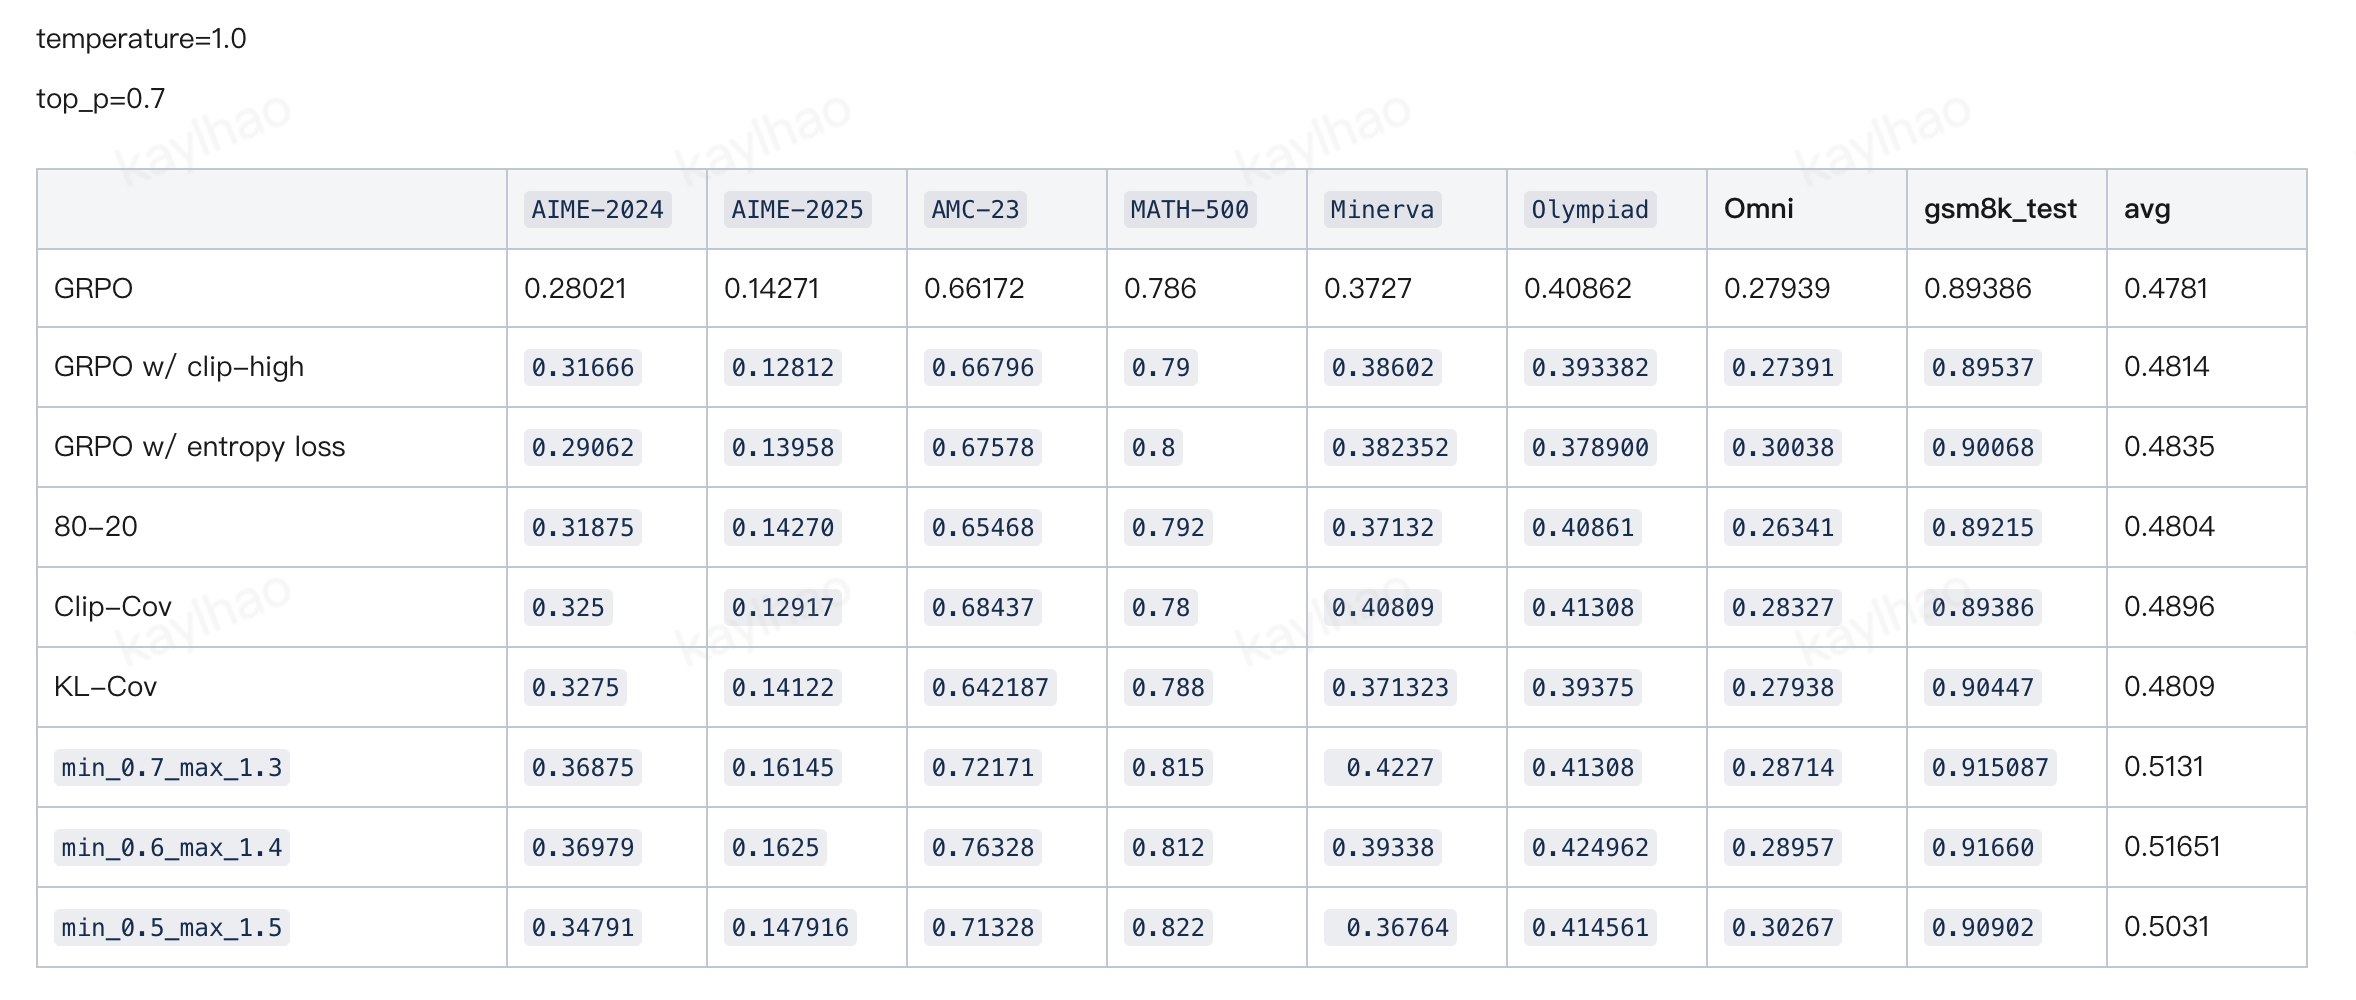 temperature=1.0
top_p=0.7
AIME-2024 AIME-2025 AMC-23 MATH-500 Minerva Olympiad Omni gsm8k_test avg
GRPO 0.28021 0.14271 0.66172 0.786 0.3727 0.40862 0.27939 0.89386 0.4781
GRPO w/ clip-high 0.31666 0.12812 0.66796 0.79 0.38602 0.393382 0.27391 0.89537 0.4814
GRPO w/ entropy loss 0.29062 0.13958 0.67578 0.8 0.382352 0.378900 0.30038 0.90068 0.4835
80-20 0.31875 0.14270 0.65468 0.792 0.37132 0.40861 0.26341 0.89215 0.4804
Clip-Cov 0.325 0.12917 0.68437 0.78 0.40809 0.41308 0.28327 0.89386 0.4896
KL-Cov 0.3275 0.14122 0.642187 0.788 0.371323 0.39375 0.27938 0.90447 0.4809
min_0.7_max_1.3 0.36875 0.16145 0.72171 0.815 0.4227 0.41308 0.28714 0.915087 0.5131
min_0.6_max_1.4 0.36979 0.1625 0.76328 0.812 0.39338 0.424962 0.28957 0.91660 0.51651
min_0.5_max_1.5 0.34791 0.147916 0.71328 0.822 0.36764 0.414561 0.30267 0.90902 0.5031
kaylhao
kaylhao
kaylhao
kaylhao
kaylhao
kaylhao
kaylhao
kaylhao